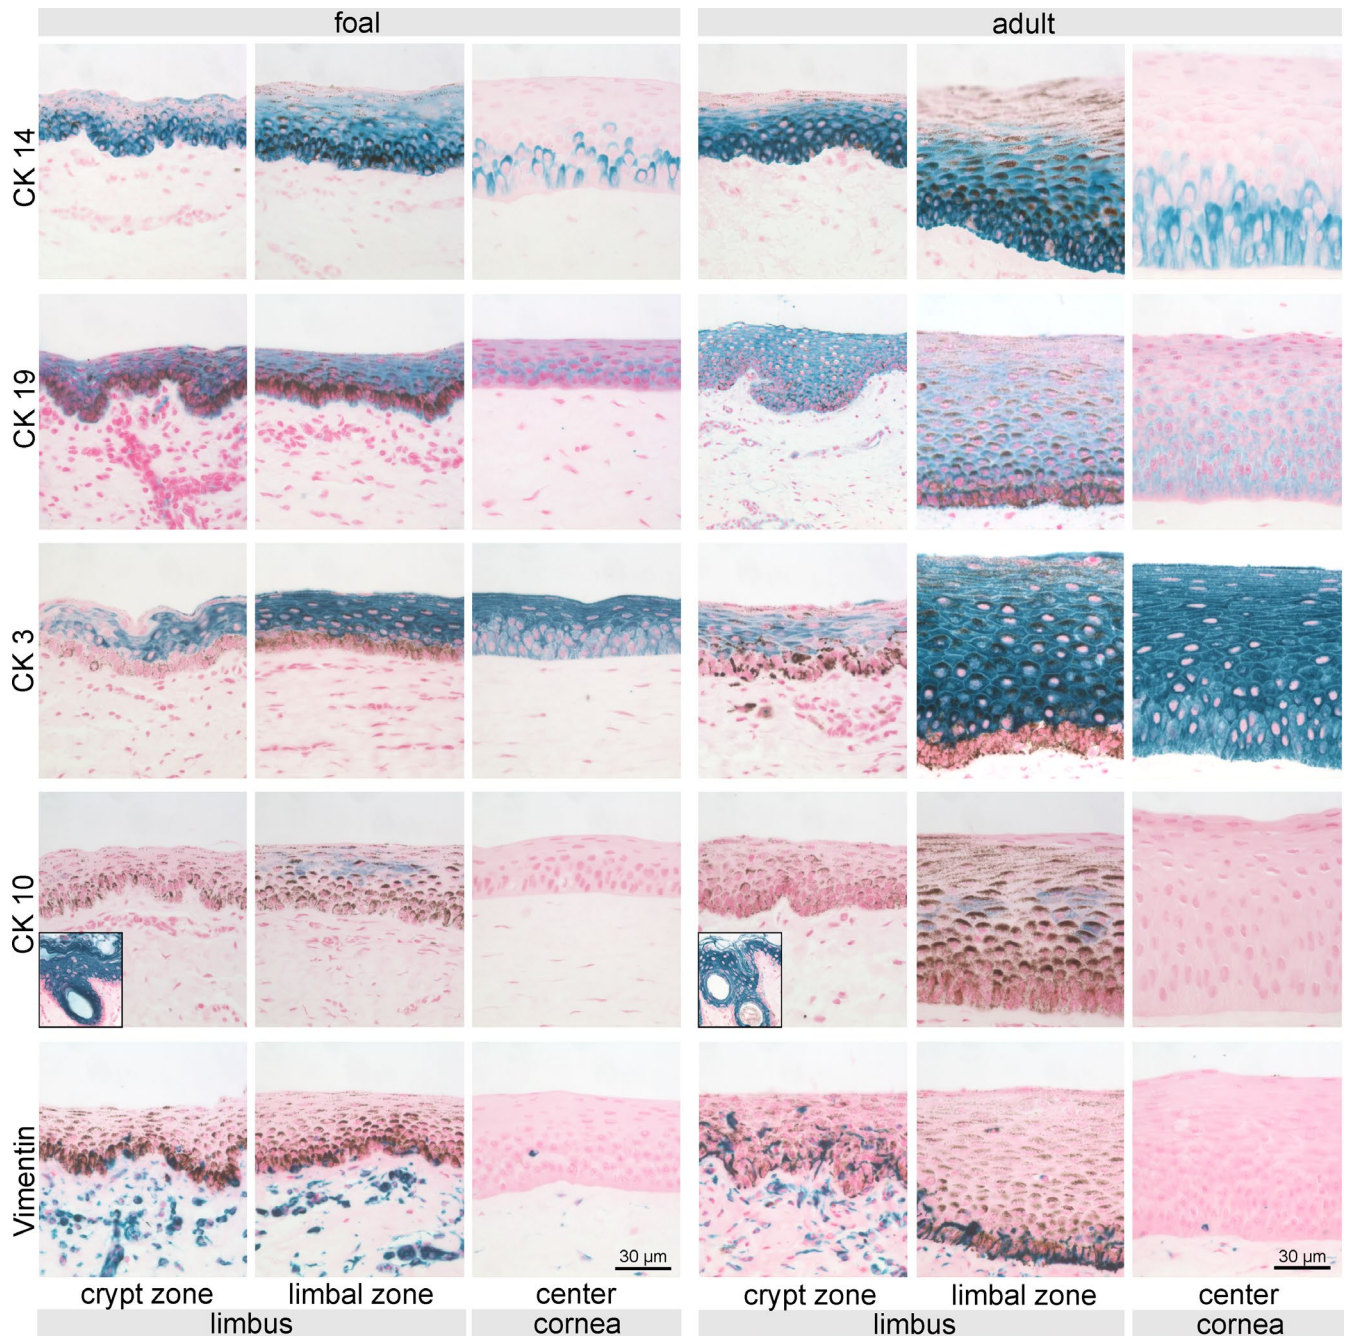 foal
adult
CK 14
CK 19
CK 3
CK 10
Vimentin
30 µm
30 µm
crypt zone
limbal zone
center
crypt zone
limbal zone
center
limbus
cornea
limbus
cornea